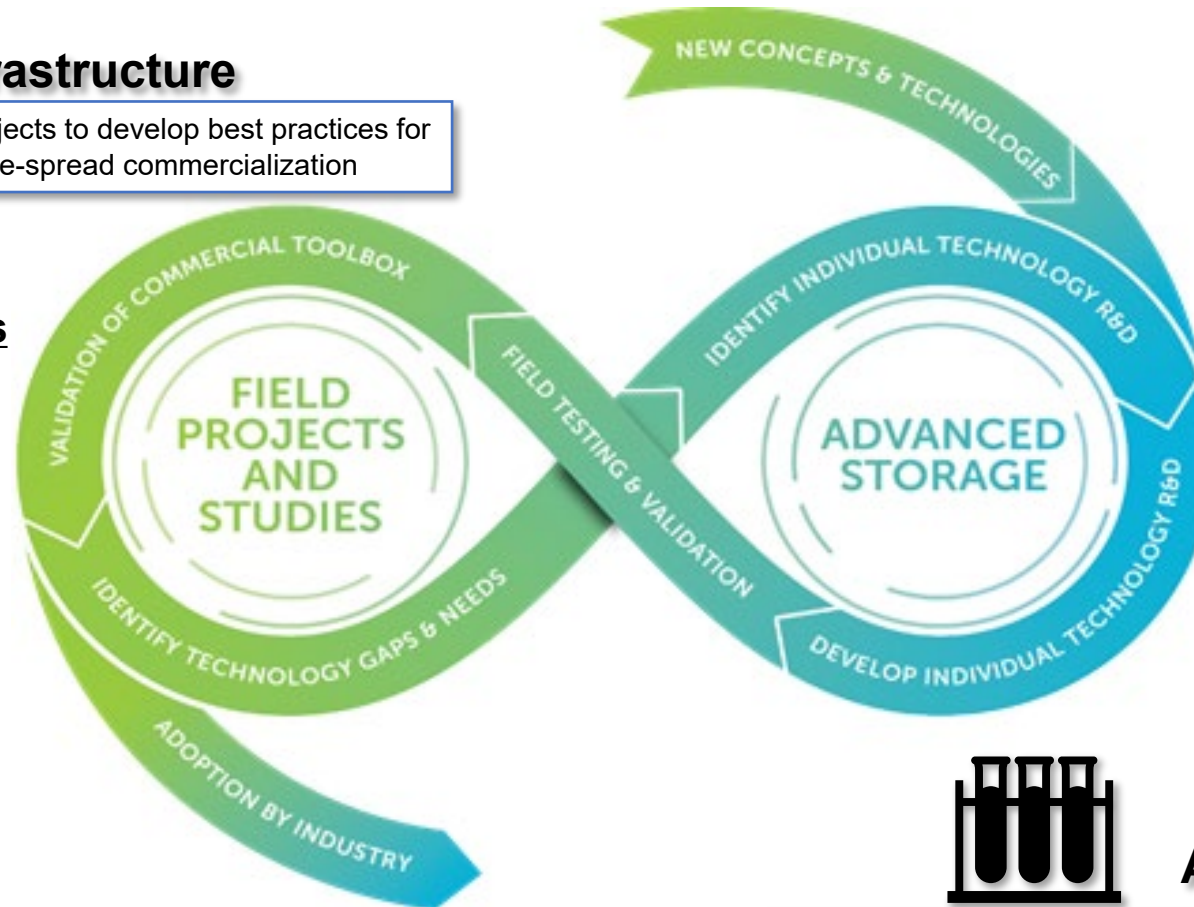 rastructure
jects to develop best practices for
e-spread commercialization
s
NEW CONCEPTS & TECHNOLOGIES
VALIDATION OF COMMERCIAL TOOLBOX
IDENTIFY INDIVIDUAL TECHNOLOGY R&D
FIELD TESTING & VALIDATION
FIELD
PROJECTS
AND
STUDIES
ADVANCED
STORAGE
IDENTIFY TECHNOLOGY GAPS & NEEDS
DEVELOP INDIVIDUAL TECHNOLOGY R&D
ADOPTION BY INDUSTRY
A